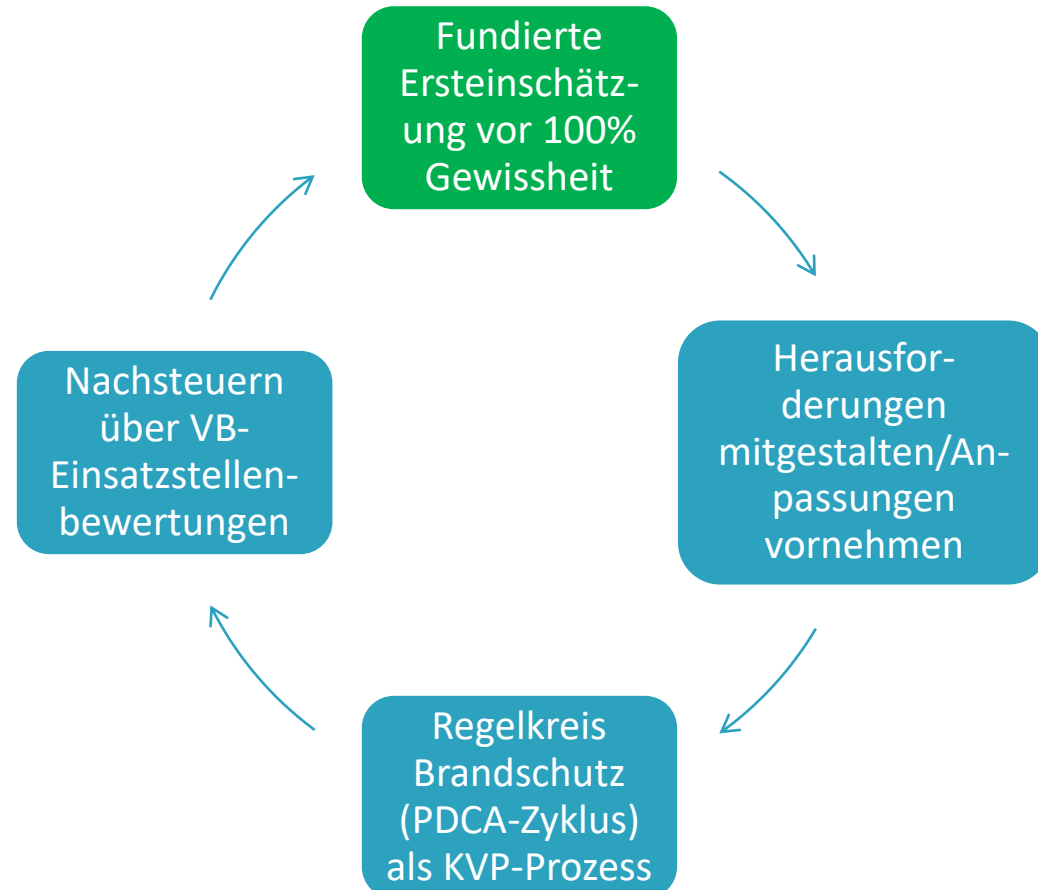 Fundierte
Ersteinschätz-
ung vor 100%
Gewissheit
Herausfor-
derungen
mitgestalten/An-
passungen
vornehmen
Regelkreis
Brandschutz
(PDCA-Zyklus)
als KVP-Prozess
Nachsteuern
über VB-
Einsatzstellen-
bewertungen